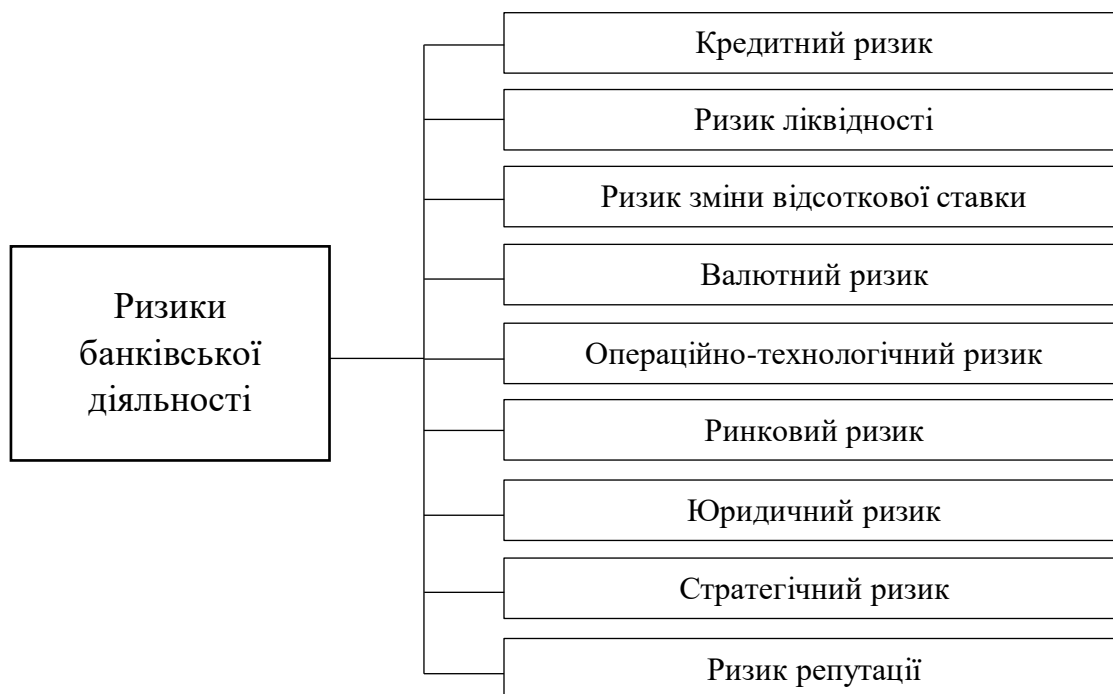 Кредитний ризик
Ризик ліквідності
Ризик зміни відсоткової ставки
Валютний ризик
Ризики
банківської
діяльності
Операційно-технологічний ризик
Ринковий ризик
Юридичний ризик
Стратегічний ризик
Ризик репутації